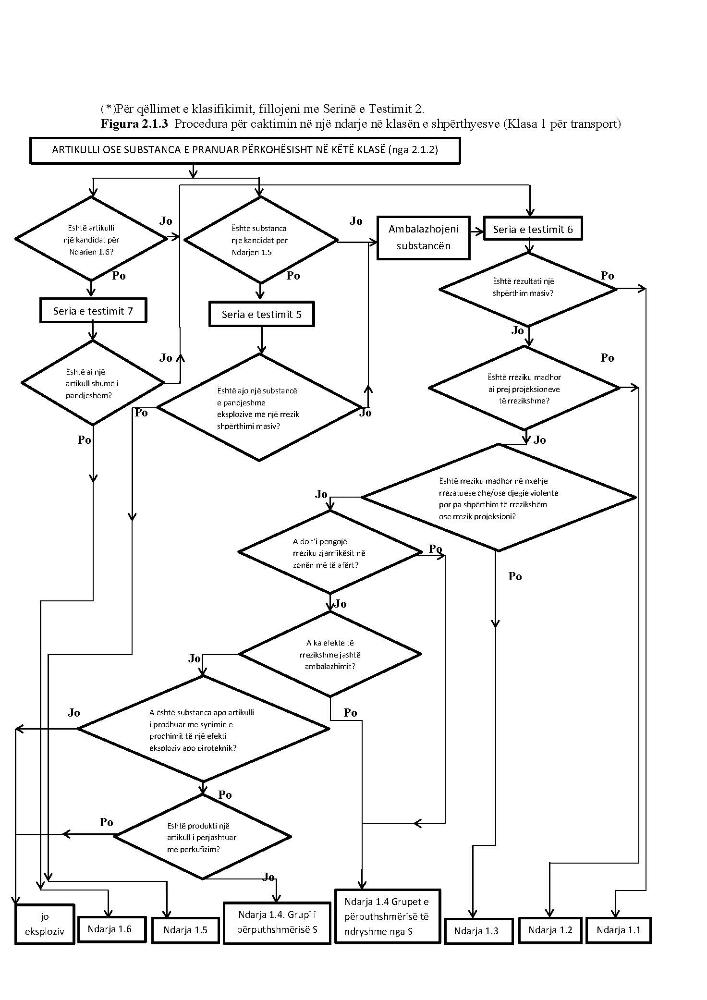 (*)Për qëllimet e klasifikimit, fillojeni me Serinë e Testimit 2.
Figura 2.1.3 Procedura për caktimin në një ndarje në klasën e shpërthyesve (Klasa 1 për transport)
ARTIKULLI OSE SUBSTANCA E PRANUAR PËRKOHËSISHT NË KËTË KLASË (nga 2.1.2)
Është artikulli
një kandidat për
Ndarjen 1.6?
Jo
Po
Është substanca
një kandidat për
Ndarjen 1.5
Jo
Po
Ambalazhojeni
substancën
Seria e testimit 6
Është rezultati një
shpërthim masiv?
Po
Jo
Seria e testimit 7
Seria e testimit 5
Është ai një
artikull shumë i
pandjeshëm?
Jo
Po
Është ajo një substancë
e pandjeshme
eksplozive me një rrezik
shpërthimi masiv?
Po
Jo
Është rreziku madhor
ai prej projeksioneve
të rrezikshme?
Po
Jo
Është rreziku madhor në nxehje
rrezatuese dhe/ose djegie violente
por pa shpërthim të rrezikshëm
ose rrezik projeksioni?
Jo
Po
A do t'i pengojë
rreziku zjarrfikësit në
zonën më të afërt?
Po
Jo
A ka efekte të
rrezikshme jashtë
ambalazhimit?
Jo
Po
A është substanca apo artikulli
i prodhuar me synimin e
prodhimit të një efekti
eksploziv apo piroteknik?
Jo
Po
Është produkti një
artikull i përjashtuar
me përkufizim?
Po
Jo
jo
eksploziv
Ndarja 1.6
Ndarja 1.5
Ndarja 1.4. Grupi i
përputhshmërisë S
Ndarja 1.4 Grupet e
përputhshmërisë të
ndryshme nga S
Ndarja 1.3
Ndarja 1.2
Ndarja 1.1